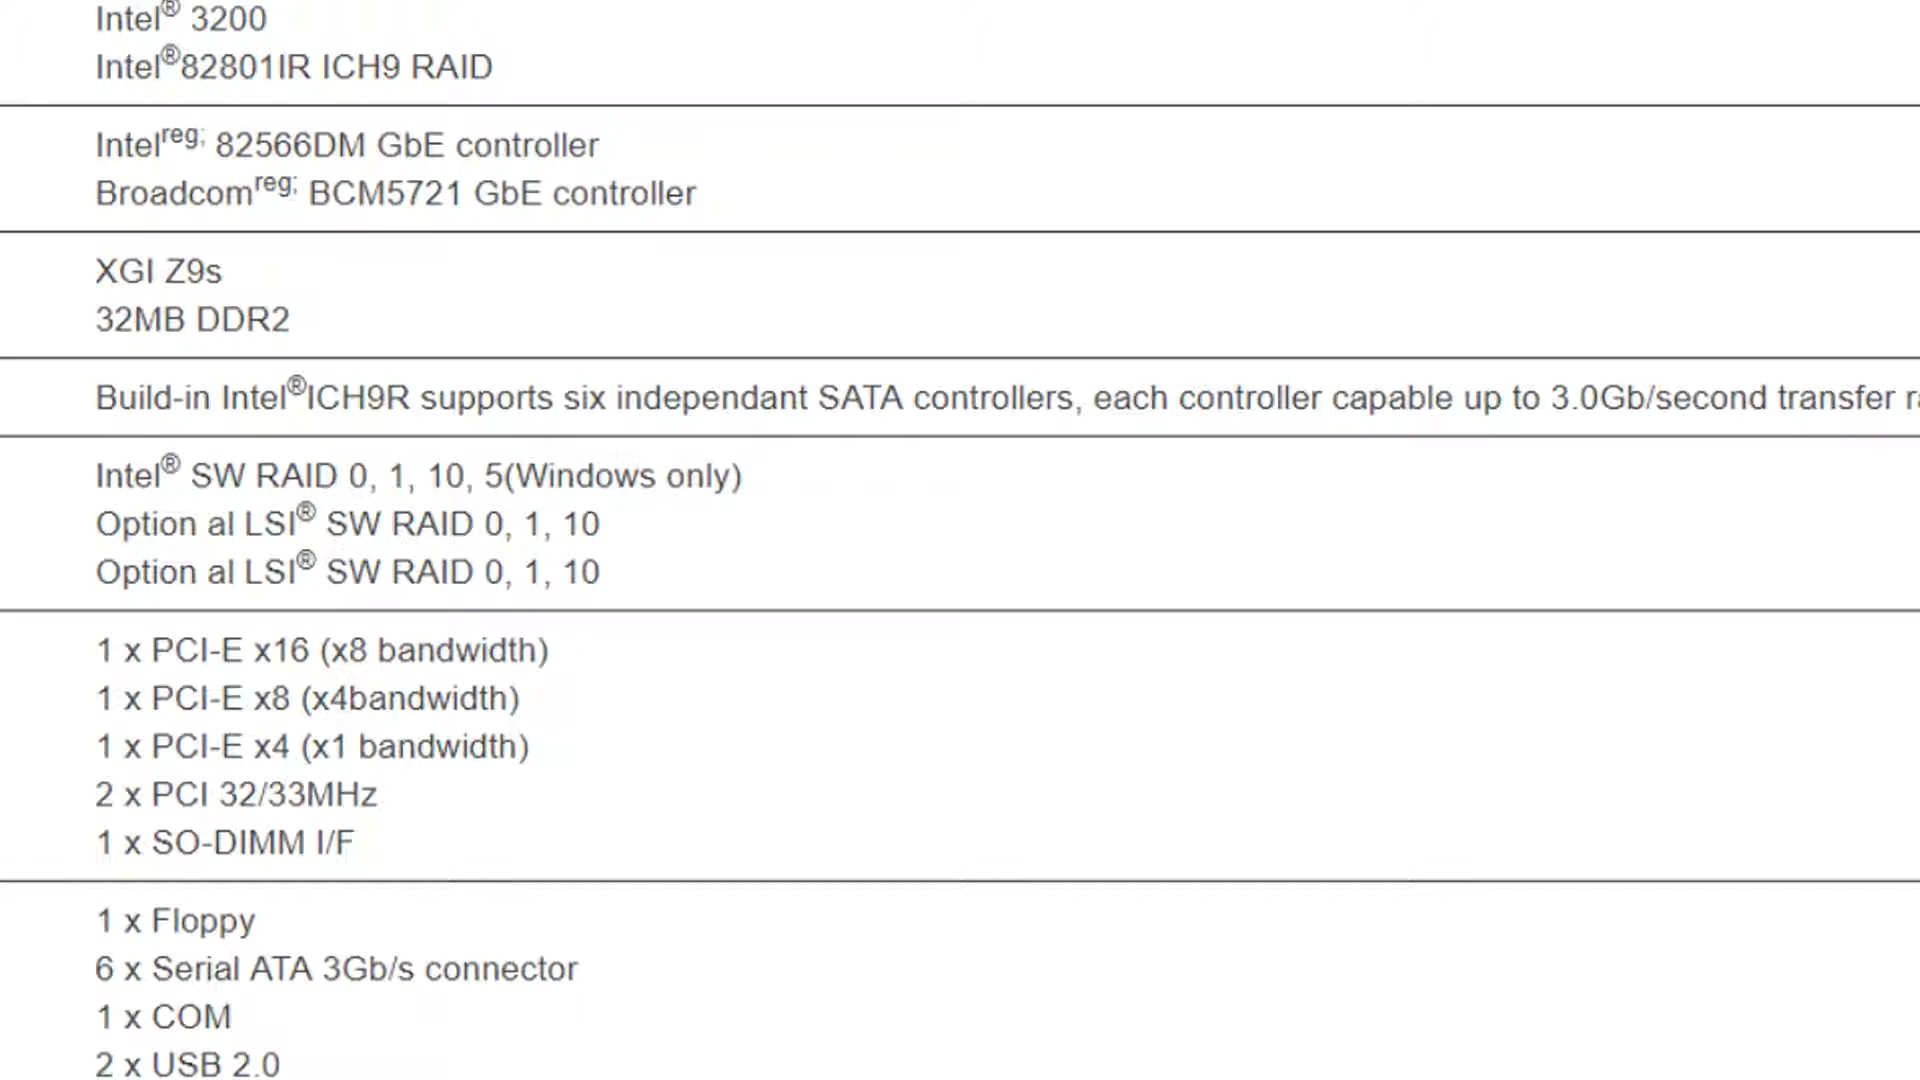 Intel® 3200
Intel®82801IR ICH9 RAID
Intelreg; 82566DM GbE controller
Broadcomreg; BCM5721 GbE controller
XGI Z9s
32MB DDR2
Build-in Intel®ICH9R supports six independant SATA controllers, each controller capable up to 3.0Gb/second transfer
Intel® SW RAID 0, 1, 10, 5(Windows only)
Option al LSI® SW RAID 0, 1, 10
Option al LSI® SW RAID 0, 1, 10
1 x PCI-E x16 (x8 bandwidth)
1 x PCI-E x8 (x4bandwidth)
1 x PCI-E x4 (x1 bandwidth)
2 x PCI 32/33MHz
1 x SO-DIMM I/F
1 x Floppy
6 x Serial ATA 3Gb/s connector
1 x COM
2 x USB 2.0